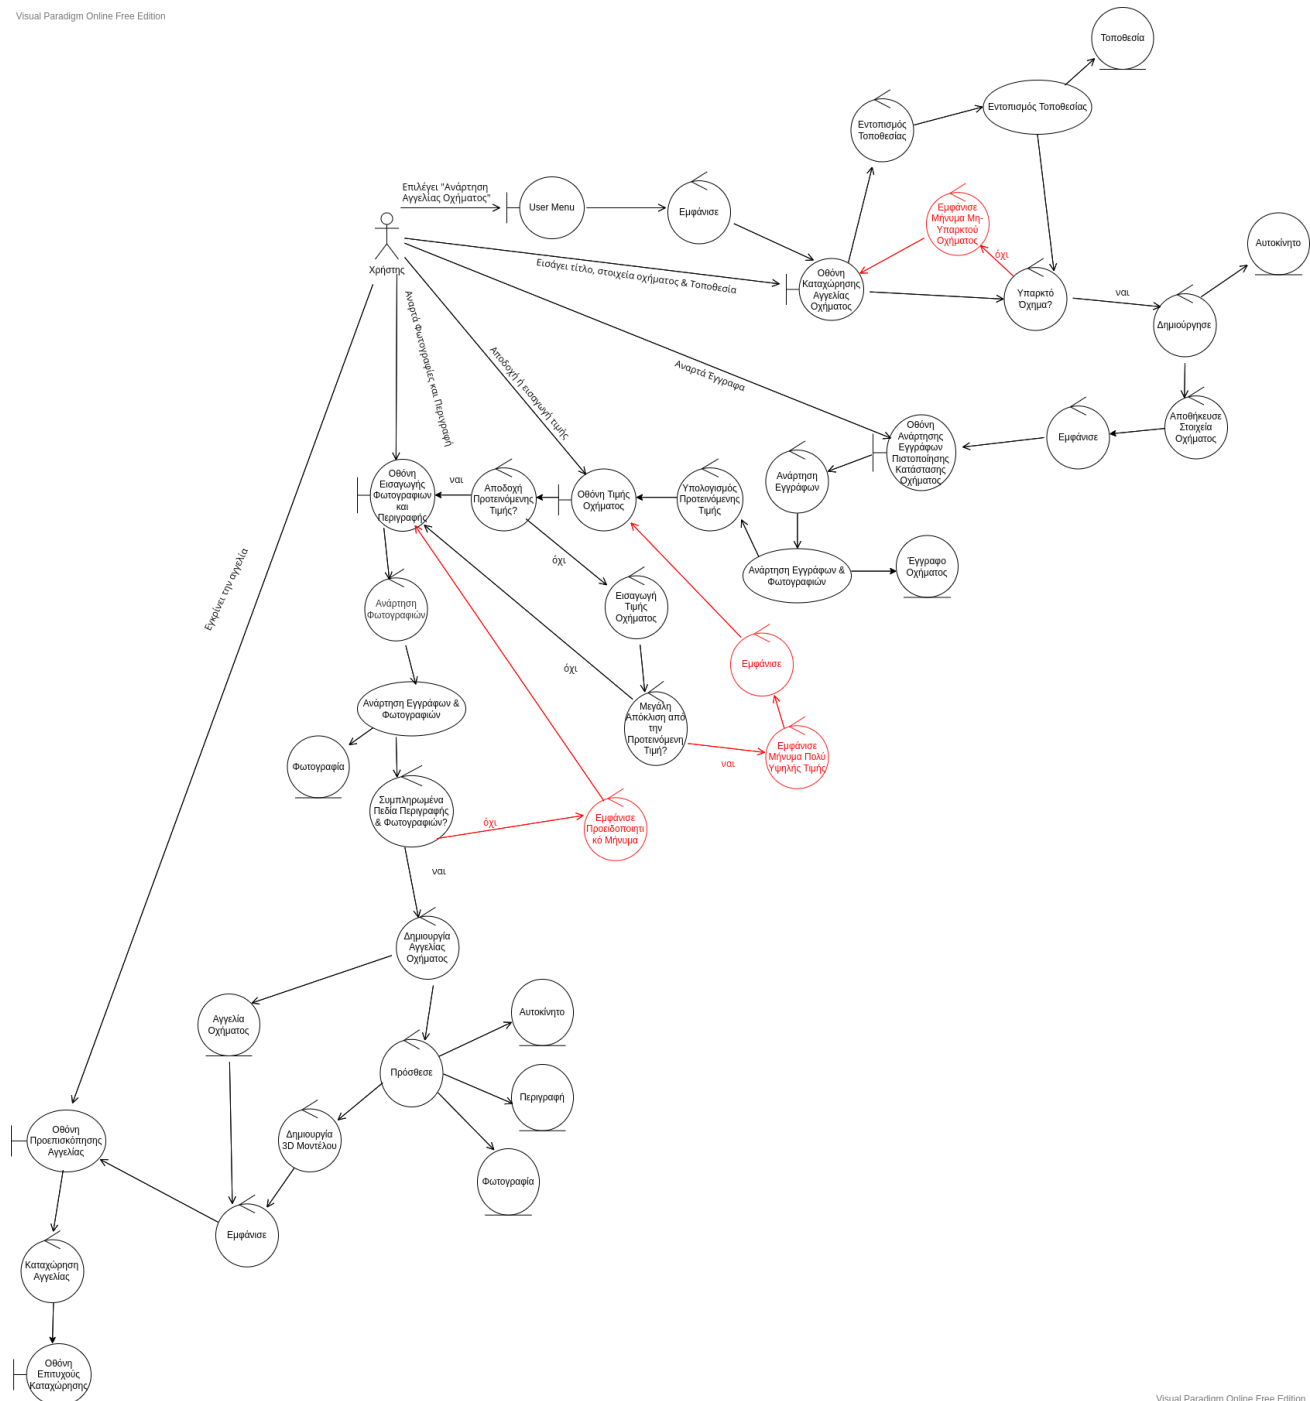 Visual Paradigm Online Free Edition
Τοποθεσία
Εντοπισμός
Τοποθεσίας
Εντοπισμός Τοποθεσίας
Επιλέγει "Ανάρτηση
Αγγελίας Οχήματος"
User Menu
Εμφάνισε
Εμφάνισε
Μήνυμα Μη-
Υπαρκτού
Οχήματος
Αυτοκίνητο
όχι
Χρήστης
Εισάγει τίτλο, στοιχεία οχήματος & Τοποθεσία
Οθόνη
Καταχώρησης
Αγγελίας
Οχήματος
Υπαρκτό
Όχημα?
ναι
Δημιούργησε
Αναρτά Φωτογραφίες και Περιγραφή
Αποδοχή ή εισαγωγή τιμής
Αναρτά Έγγραφα
Αποθήκευσε
Στοιχεία
Οχήματος
Εμφάνισε
Οθόνη
Ανάρτησης
Εγγράφων
Πιστοποίησης
Κατάστασης
Οχήματος
Οθόνη
Εισαγωγής
Φωτογραφιων
και
Περιγραφής
ναι
Αποδοχή
Προτεινόμενης
Τιμής?
Οθόνη Τιμής
Οχήματος
Υπολογισμός
Προτεινόμενης
Τιμής
Ανάρτηση
Εγγράφων
όχι
Ανάρτηση Εγγράφων &
Φωτογραφιών
Έγγραφο
Οχήματος
Εγκρίνει την αγγελία
Ανάρτηση
Φωτογραφιών
Εισαγωγή
Τιμής
Οχήματος
όχι
Εμφάνισε
Ανάρτηση Εγγράφων &
Φωτογραφιών
Μεγάλη
Απόκλιση από
την
Προτεινόμενη
Τιμή?
ναι
Εμφάνισε
Μήνυμα Πολύ
Υψηλής Τιμής
Φωτογραφία
Συμπληρωμένα
Πεδία Περιγραφής
& Φωτογραφιών?
όχι
Εμφάνισε
Προειδοποιητι
κό Μήνυμα
ναι
Δημιουργία
Αγγελίας
Οχήματος
Αγγελία
Οχήματος
Αυτοκίνητο
Πρόσθεσε
Περιγραφή
Δημιουργία
3D Μοντέλου
Οθόνη
Προεπισκόπησης
Αγγελίας
Φωτογραφία
Εμφάνισε
Καταχώρηση
Αγγελίας
Οθόνη
Επιτυχούς
Καταχώρησης
Visual Paradigm Online Free Edition